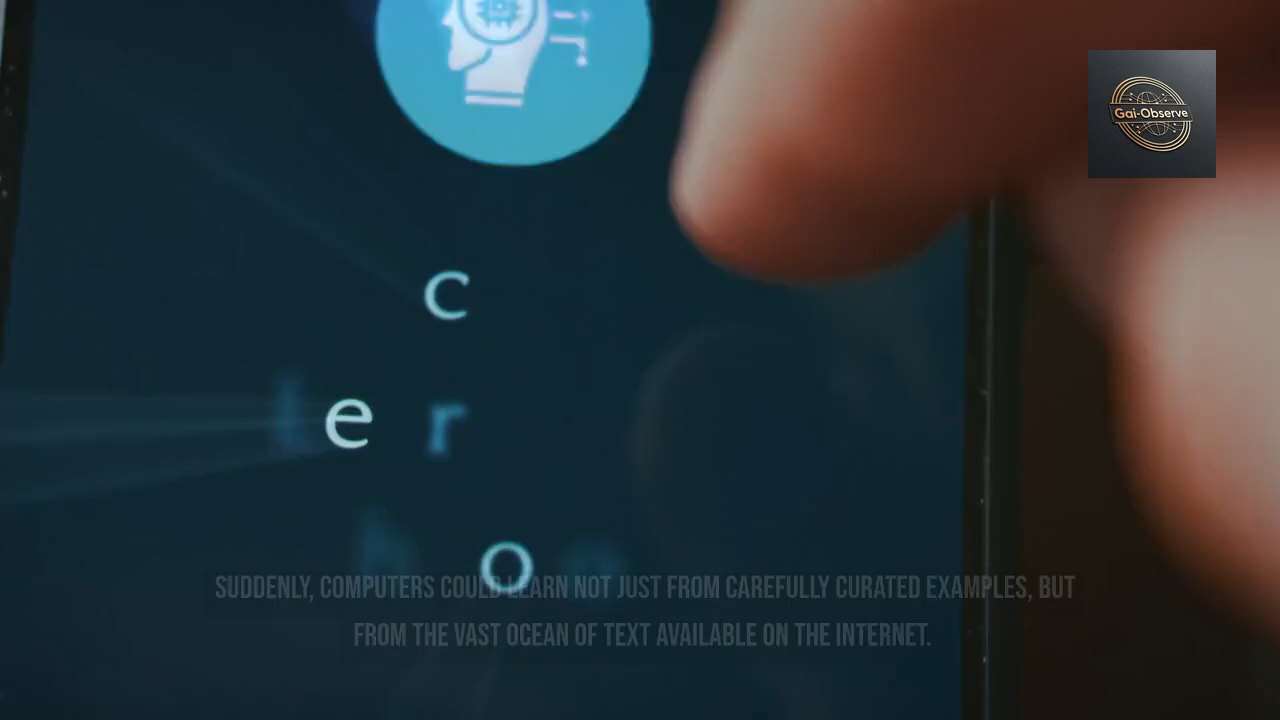 Gai-Observe
c
e r
o
SUDDENLY, COMPUTERS COULD LEARN NOT JUST FROM CAREFULLY CURATED EXAMPLES, BUT
FROM THE VAST OCEAN OF TEXT AVAILABLE ON THE INTERNET.